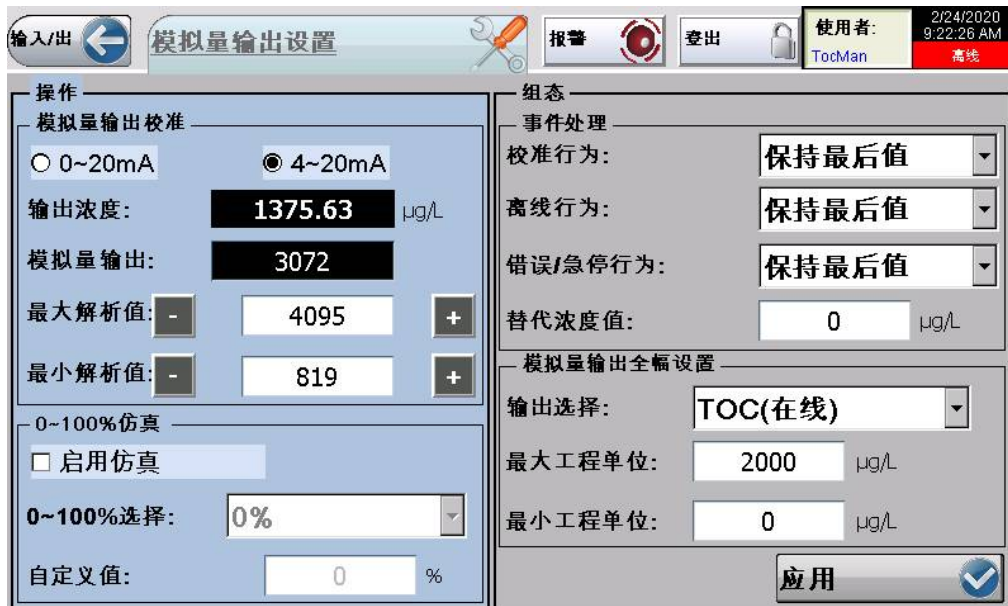 输入/出
模拟量输出设置
报警
登出
使用者:
TocMan
2/24/2020
9:22:26 AM
离线
操作
模拟量输出校准
0~20mA
4~20mA
输出浓度:
1375.63
µg/L
模拟量输出:
3072
最大解析值:
-
4095
+
最小解析值:
-
819
+
0~100%仿真
启用仿真
0~100%选择:
0%
自定义值:
0
%
组态
事件处理
校准行为:
保持最后值
离线行为:
保持最后值
错误/急停行为:
保持最后值
替代浓度值:
0
µg/L
模拟量输出全幅设置
输出选择:
TOC(在线)
最大工程单位:
2000
µg/L
最小工程单位:
0
µg/L
应用